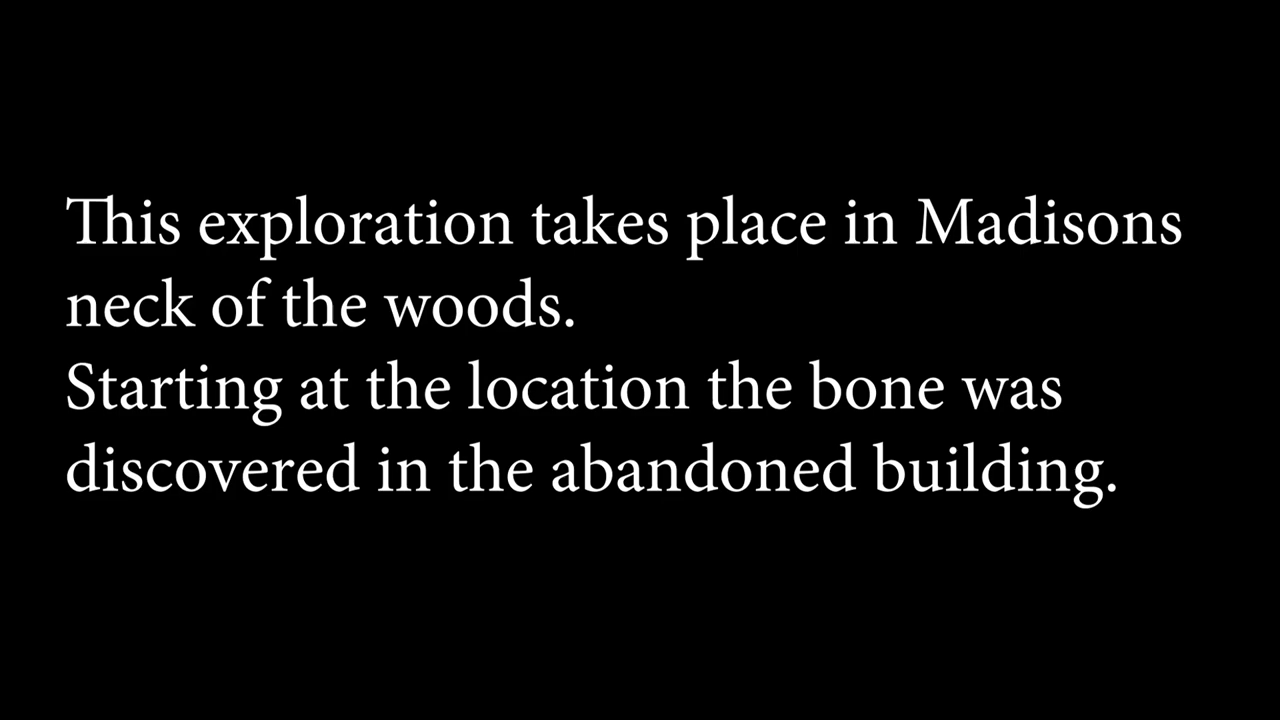 This exploration takes place in Madisons
neck of the woods.
Starting at the location the bone was
discovered in the abandoned building.